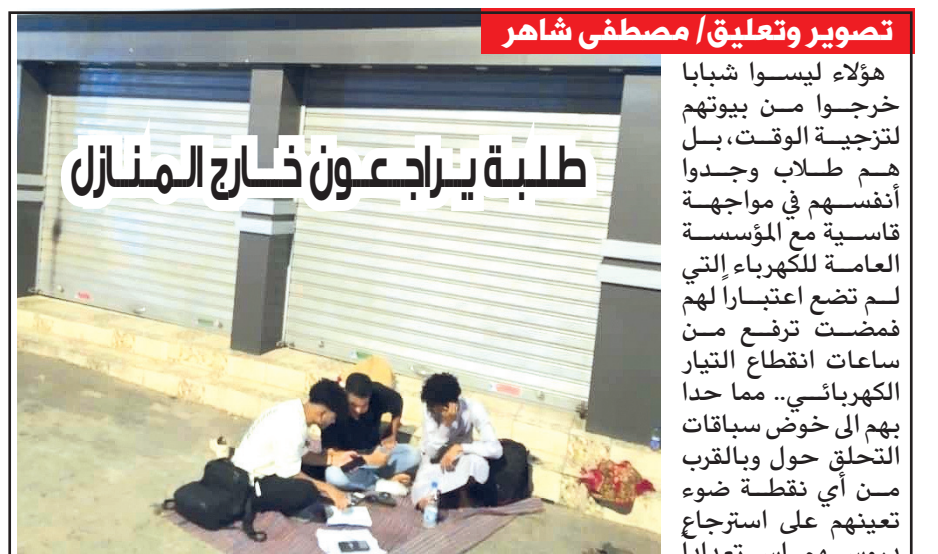 تصوير وتعليق/ مصطفى شاهر
طلبة يراجعون خارج المنازل
هؤلاء ليسوا شبابا
خرجوا من بيوتهم
لتزجية الوقت، بل
هم طلاب وجدوا
أنفسهم في مواجهة
قاسية مع المؤسسة
العامة للكهرباء التي
لم تضع اعتباراً لهم
فمضت ترفع من
ساعات انقطاع التيار
الكهربائي.. مما حدا
بهم الى خوض سباقات
التحلق حول وبالقرب
من أي نقطة ضوء
تعينهم على استرجاع